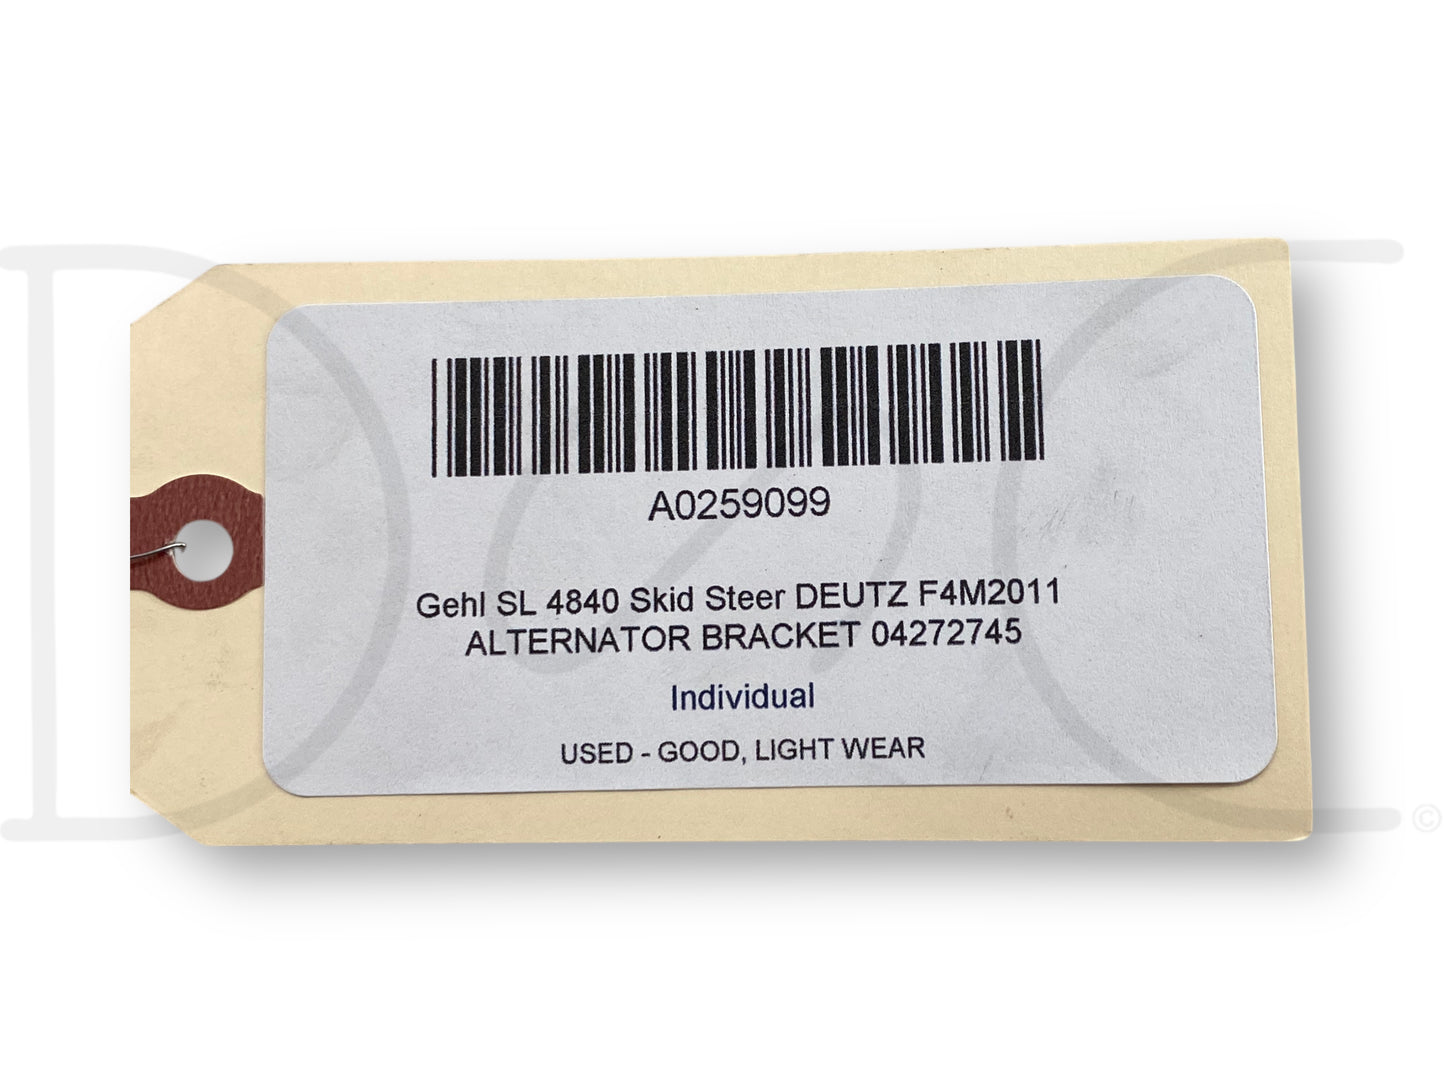 A0259099
Gehl SL 4840 Skid Steer DEUTZ F4M2011
ALTERNATOR BRACKET 04272745
Individual
USED - GOOD, LIGHT WEAR
©